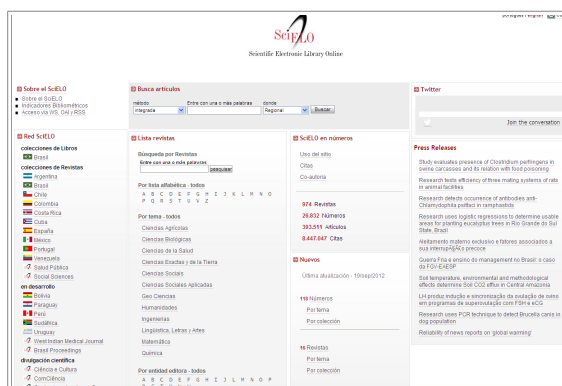 português | english
SciELO
Scientific Electronic Library Online
Sobre el SciELO
Sobre el SciELO
Indicadores Bibliométricos
Acceso via WS, OAI y RSS
Red SciELO
colecciones de Libros
Brasil
colecciones de Revistas
Argentina
Brasil
Chile
Colombia
Costa Rica
Cuba
España
México
Portugal
Venezuela
Salud Pública
Social Sciences
en desarrollo
Bolivia
Paraguay
Perú
Sudáfrica
Uruguay
West Indian Medical Journal
Brasil Proceedings
divulgación científica
Ciência e Cultura
ComCiência
Busca artículos
método
Entre con una o más palabras
donde
integrada
Regional
Buscar
Lista revistas
Búsqueda por Revistas
Entre con una o más palabras
pesquisar
Por lista alfabética - todos
A B C D E F G H I J K L M N O
P Q R S T U V Z
Por tema - todos
Ciencias Agrícolas
Ciencias Biológicas
Ciencias de la Salud
Ciencias Exadas y de la Tierra
Ciencias Sociales
Ciencias Sociales Aplicadas
Geo Ciencias
Humanidades
Ingenierías
Lingüística, Letras y Artes
Matemática
Química
Por entidad editora - todos
A B C D E F G H I J L M N O P
SciELO en números
Uso del sitio
Citas
Co-autoria
974 Revistas
26.832 Números
393.511 Artículos
8.447.047 Citas
Nuevos
Última actualización - 19/sep/2012
113 Números
Por tema
Por colección
16 Revistas
Por tema
Por colección
Twitter
Join the conversation
Press Releases
Study evaluates presence of Clostridium perfringens in
swine carcasses and its relation with food poisoning
Research tests efficiency of three mating systems of rats
in animal facilities
Research detects occurrence of antibodies anti-
Chlamydophila psittaci in ramphastids
Research uses logistic regressions to determine usable
areas for planting eucalyptus trees in Rio Grande do Sul
State, Brazil
Aleitamento materno exclusivo e fatores associados a
sua interrupÃ§Ã£o precoce
Guerra Fria e ensino do management no Brasil: o caso
da FGV-EAESP
Soil temperature, environmental and methodological
effects determine Soil CO2 efflux in Central Amazonia
LH produz indução e sincronização da ovulação de ovino
em programas de superovulação com FSH e eCG
Research uses PCR technique to detect Brucella canis in
dog population
Reliability of news reports on 'global warming'